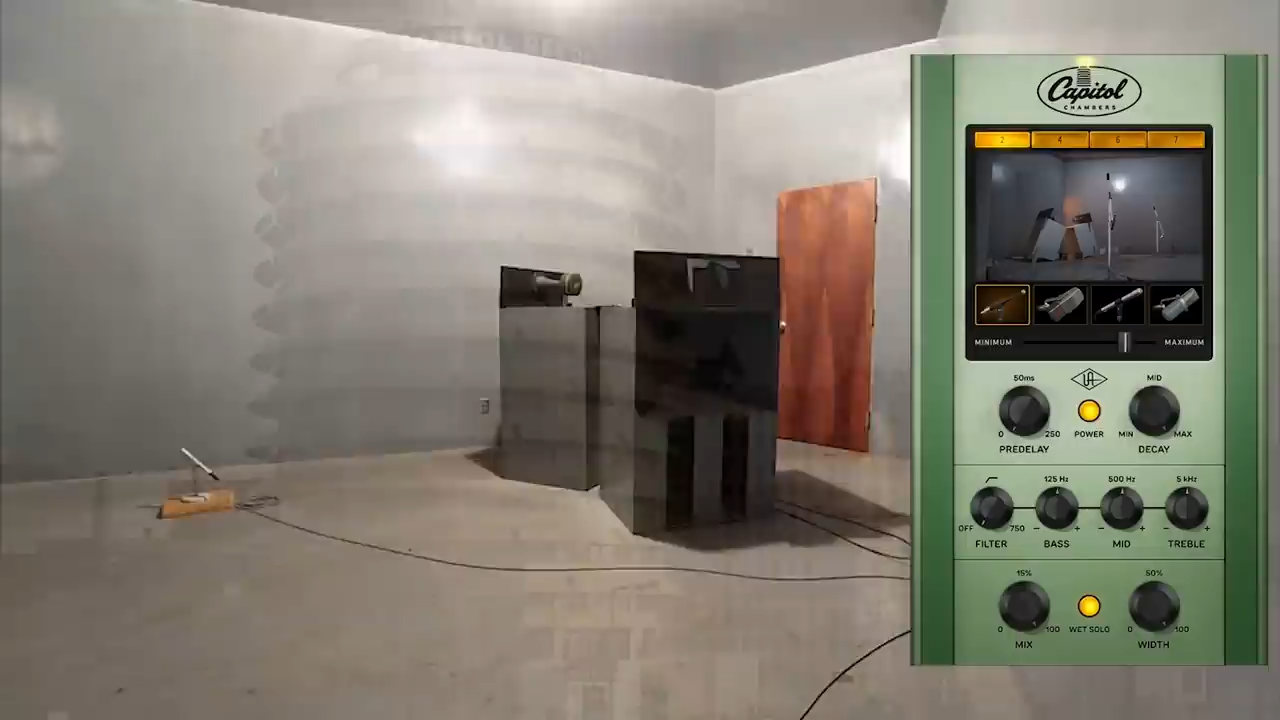 Capitol
CHAMBERS
2 4 6 7
MINIMUM MAXIMUM
50ms MID
0 250 POWER MIN MAX
PREDELAY DECAY
125 Hz 500 Hz 5 kHz
OFF 750 − + − + − +
FILTER BASS MID TREBLE
15% 50%
0 100 WET SOLO 0 100
MIX WIDTH